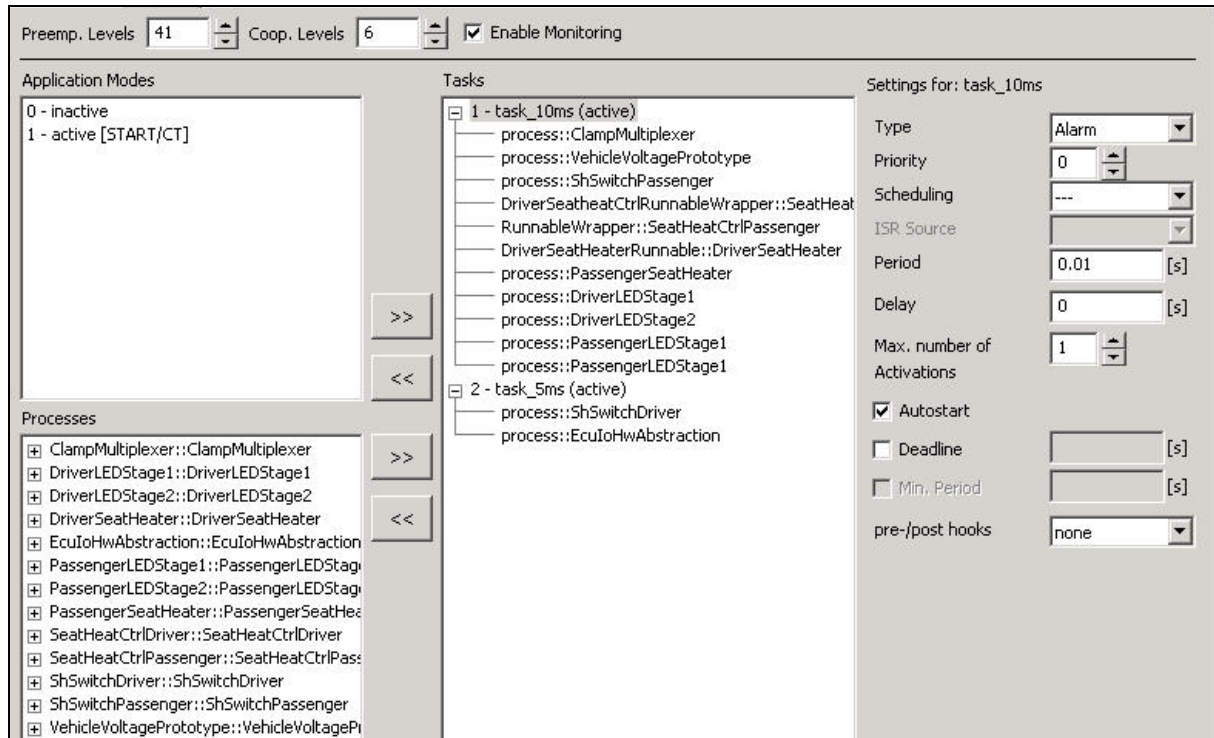 Preemp. Levels 41 Coop. Levels 6 Enable Monitoring
Application Modes
0 - inactive
1 - active [START/CT]
>>
<<
Processes
ClampMultiplexer::ClampMultiplexer
DriverLEDStage1::DriverLEDStage1
DriverLEDStage2::DriverLEDStage2
DriverSeatHeater::DriverSeatHeater
EcuIoHwAbstraction::EcuIoHwAbstraction
PassengerLEDStage1::PassengerLEDStag
PassengerLEDStage2::PassengerLEDStag
PassengerSeatHeater::PassengerSeatHea
SeatHeatCtrlDriver::SeatHeatCtrlDriver
SeatHeatCtrlPassenger::SeatHeatCtrlPass
ShSwitchDriver::ShSwitchDriver
ShSwitchPassenger::ShSwitchPassenger
VehicleVoltagePrototype::VehicleVoltageP
>>
<<
Tasks
1 - task_10ms (active)
process::ClampMultiplexer
process::VehicleVoltagePrototype
process::ShSwitchPassenger
DriverSeatheatCtrlRunnableWrapper::SeatHeat
RunnableWrapper::SeatHeatCtrlPassenger
DriverSeatHeaterRunnable::DriverSeatHeater
process::PassengerSeatHeater
process::DriverLEDStage1
process::DriverLEDStage2
process::PassengerLEDStage1
process::PassengerLEDStage1
2 - task_5ms (active)
process::ShSwitchDriver
process::EcuIoHwAbstraction
Settings for: task_10ms
Type Alarm
Priority 0
Scheduling ---
ISR Source
Period 0.01 [s]
Delay 0 [s]
Max. number of 1
Activations
Autostart
Deadline [s]
Min. Period [s]
pre-/post hooks none